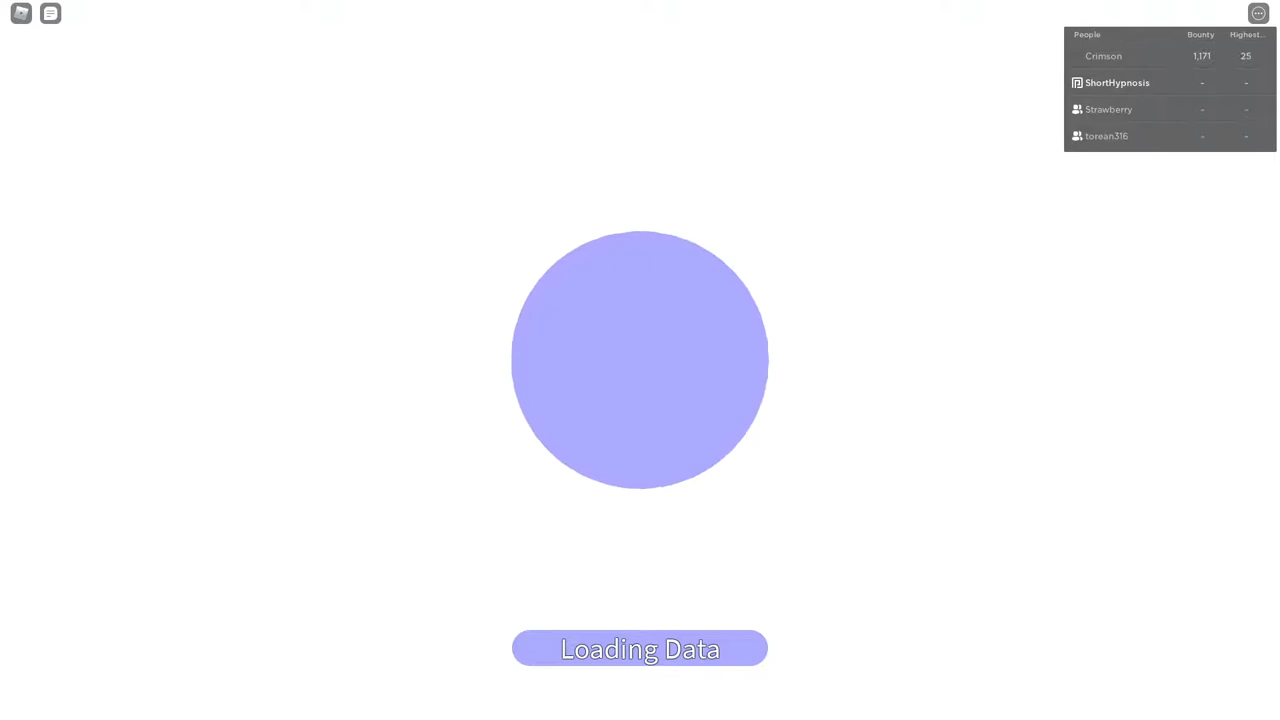 People Bounty Highest...
Crimson 1,171 25
ShortHypnosis - -
Strawberry - -
torean316 - -
Loading Data